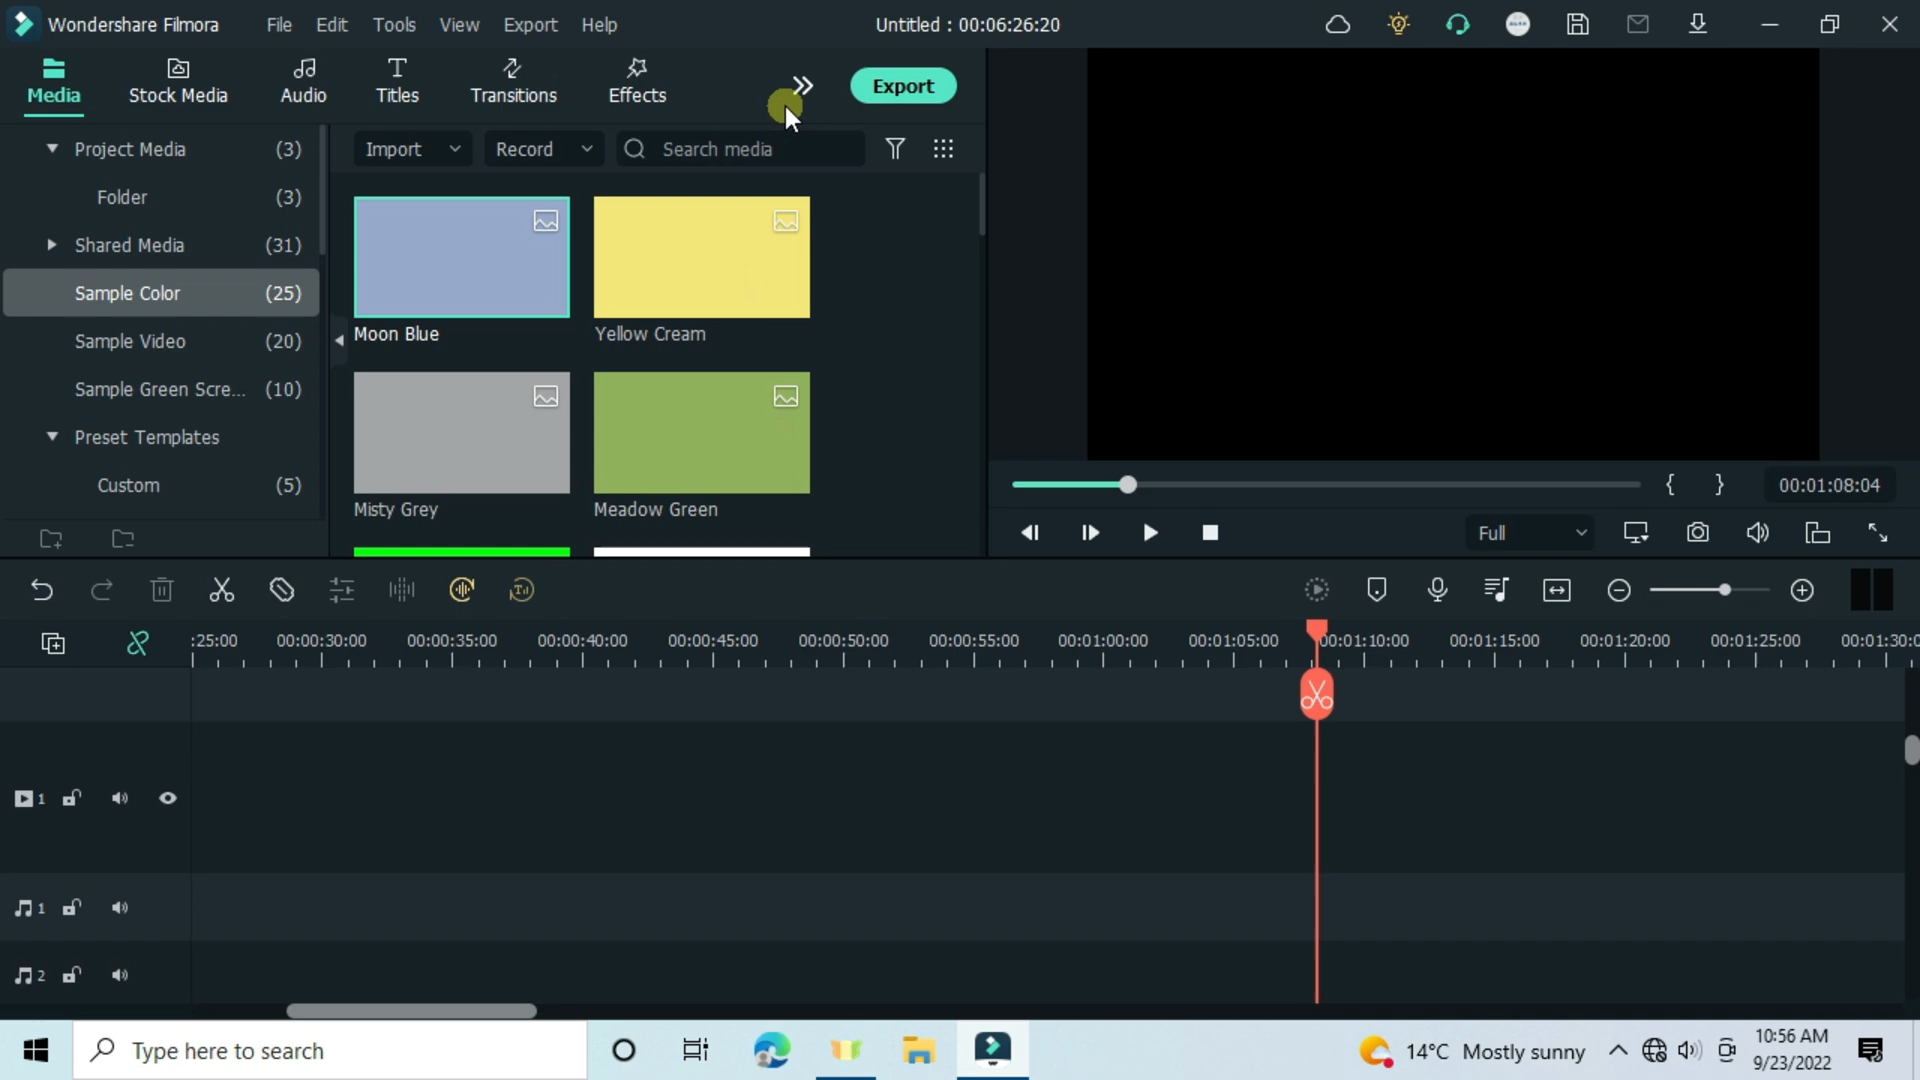 Wondershare Filmora File Edit Tools View Export Help Untitled : 00:06:26:20
Media Stock Media Audio Titles Transitions Effects Export
Project Media (3)
Folder (3)
Shared Media (31)
Sample Color (25)
Sample Video (20)
Sample Green Scre... (10)
Preset Templates
Custom (5)
Import Record Search media
Moon Blue Yellow Cream
Misty Grey Meadow Green
00:01:08:04
Full
:25:00 00:00:30:00 00:00:35:00 00:00:40:00 00:00:45:00 00:00:50:00 00:00:55:00 00:01:00:00 00:01:05:00 00:01:10:00 00:01:15:00 00:01:20:00 00:01:25:00 00:01:30:0
1
1
2
Type here to search
14°C Mostly sunny
10:56 AM
9/23/2022